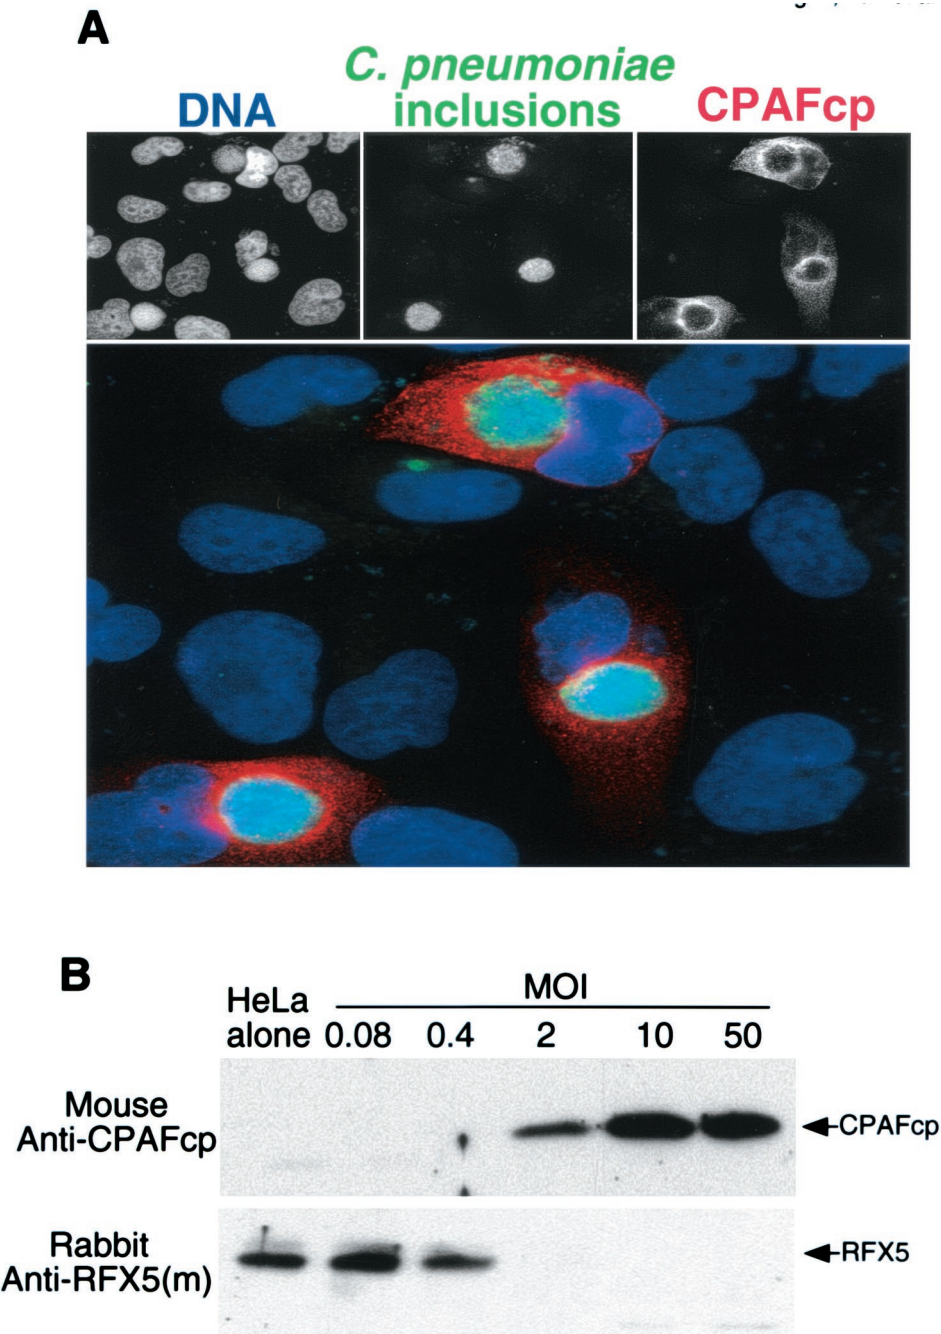 A
C. pneumoniae
DNA inclusions CPAFcp
B
MOI
HeLa
alone 0.08 0.4 2 10 50
Mouse
Anti-CPAFcp
CPAFcp
Rabbit
Anti-RFX5(m)
RFX5